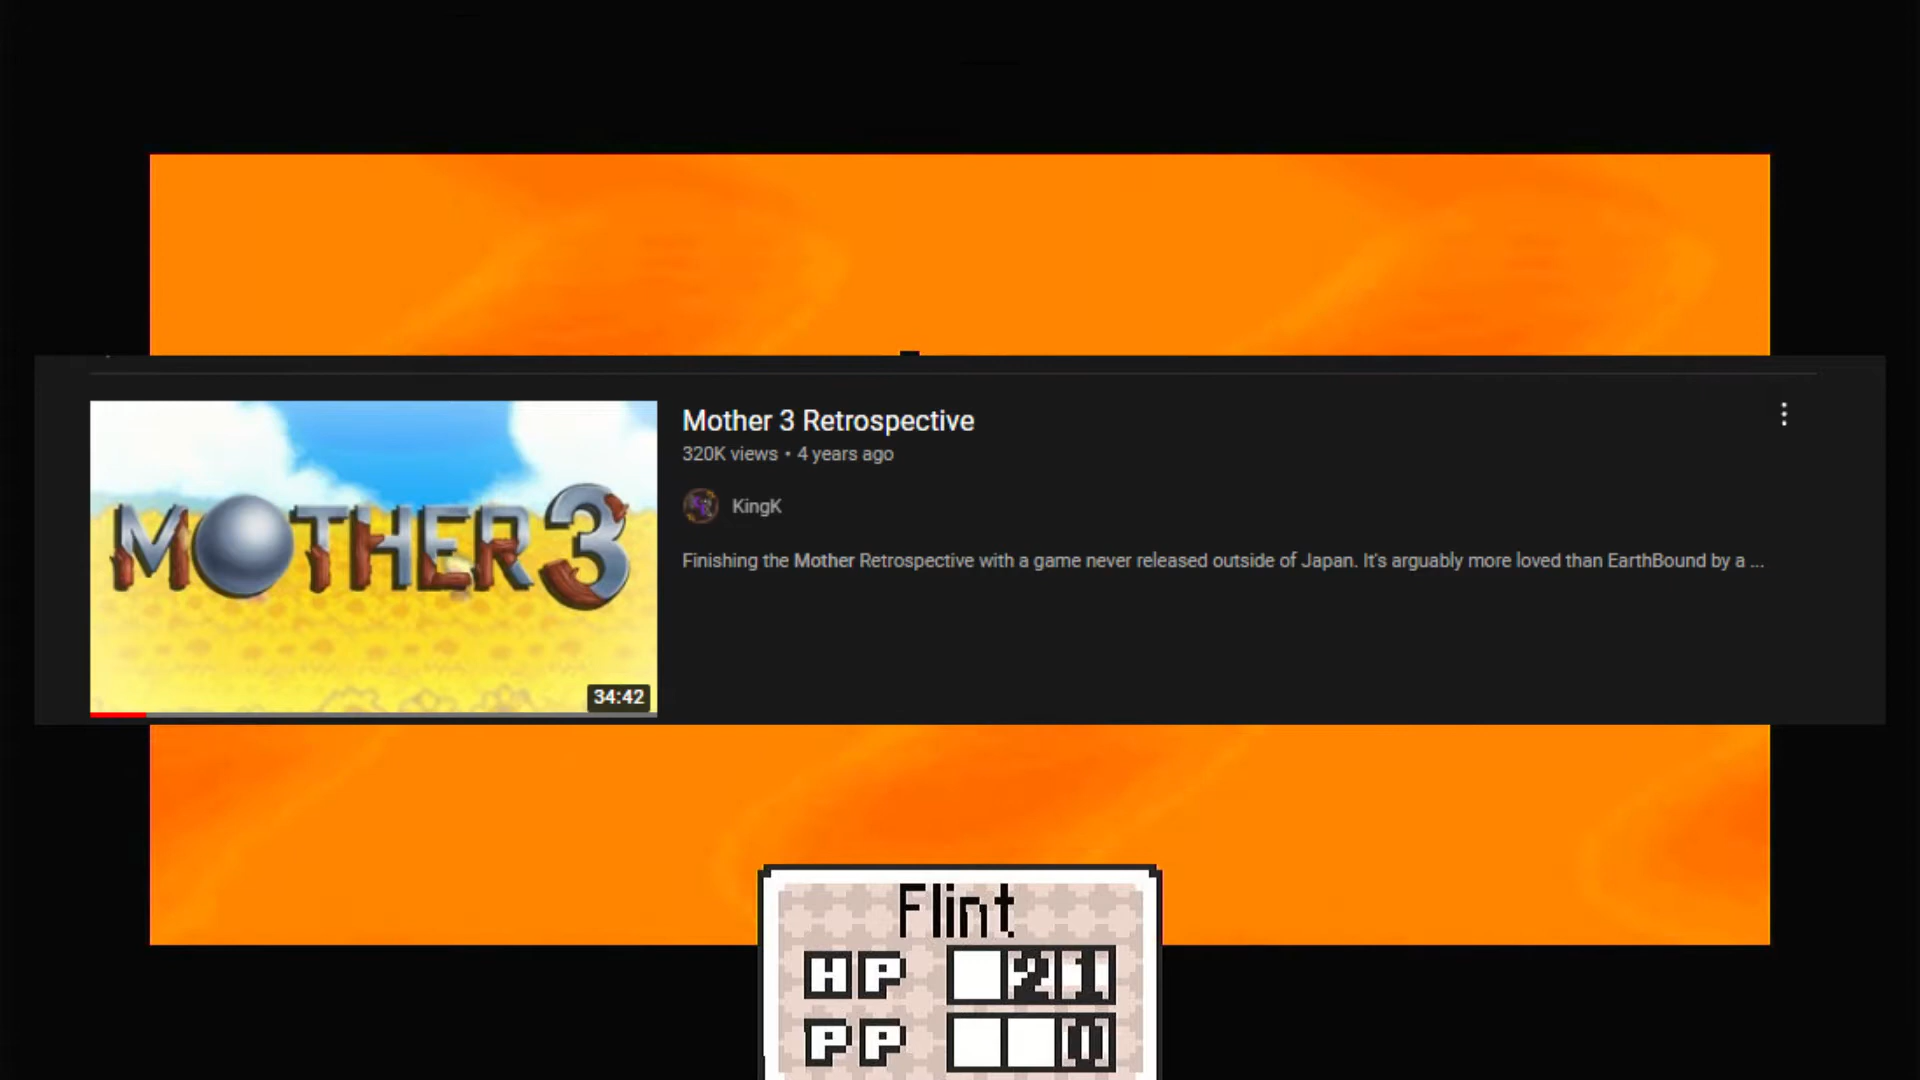 Mother 3 Retrospective
320K views • 4 years ago
KingK
Finishing the Mother Retrospective with a game never released outside of Japan. It's arguably more loved than EarthBound by a ...
MOTHER 3
34:42
Flint
HP 21
PP 0